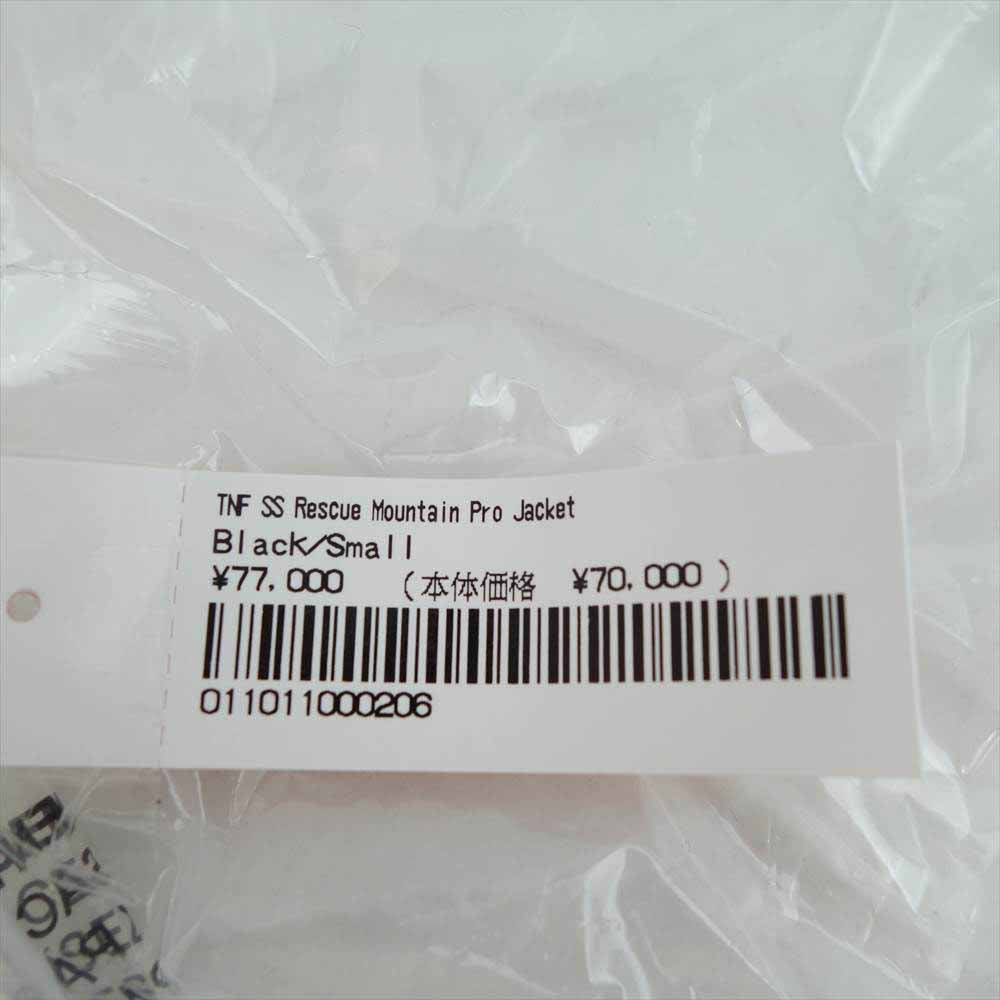 TNF SS Rescue Mountain Pro Jacket
Black/Small
¥77,000 (本体価格 ¥70,000)
011011000206